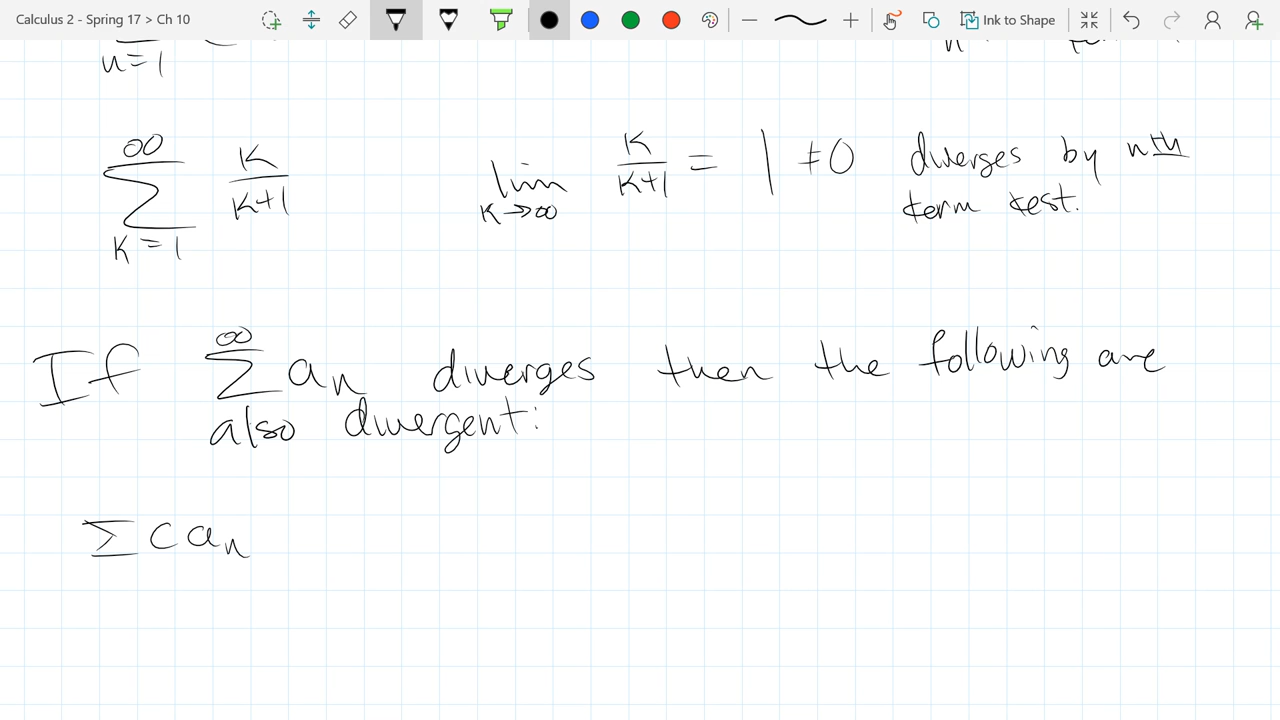 Calculus 2 - Spring 17 > Ch 10
Ink to Shape
n=1
∞
∑ K/(K+1) lim K/(K+1) = 1 ≠ 0 diverges by nth
K=1 K→∞ term test.
∞
If ∑ aₙ diverges then the following are
also divergent:
∑ c aₙ